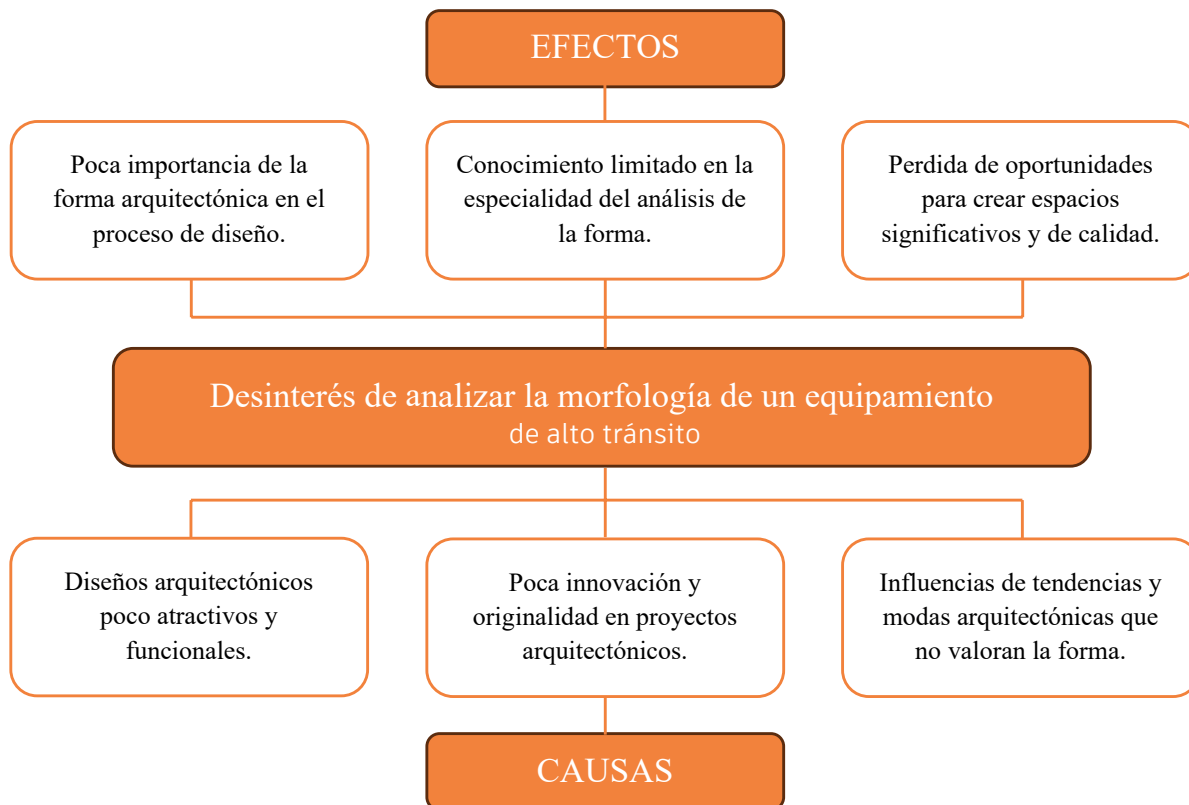 EFECTOS
Poca importancia de la
forma arquitectónica en el
proceso de diseño.
Conocimiento limitado en la
especialidad del análisis de
la forma.
Perdida de oportunidades
para crear espacios
significativos y de calidad.
Desinterés de analizar la morfología de un equipamiento
de alto tránsito
Diseños arquitectónicos
poco atractivos y
funcionales.
Poca innovación y
originalidad en proyectos
arquitectónicos.
Influencias de tendencias y
modas arquitectónicas que
no valoran la forma.
CAUSAS